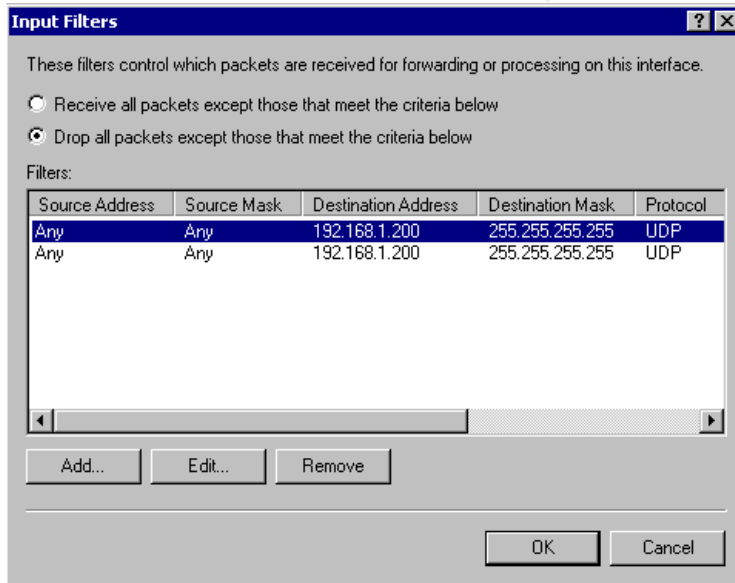 Input Filters
These filters control which packets are received for forwarding or processing on this interface.
Receive all packets except those that meet the criteria below
Drop all packets except those that meet the criteria below
Filters:
Source Address Source Mask Destination Address Destination Mask Protocol
Any Any 192.168.1.200 255.255.255.255 UDP
Any Any 192.168.1.200 255.255.255.255 UDP
Add... Edit... Remove
OK Cancel